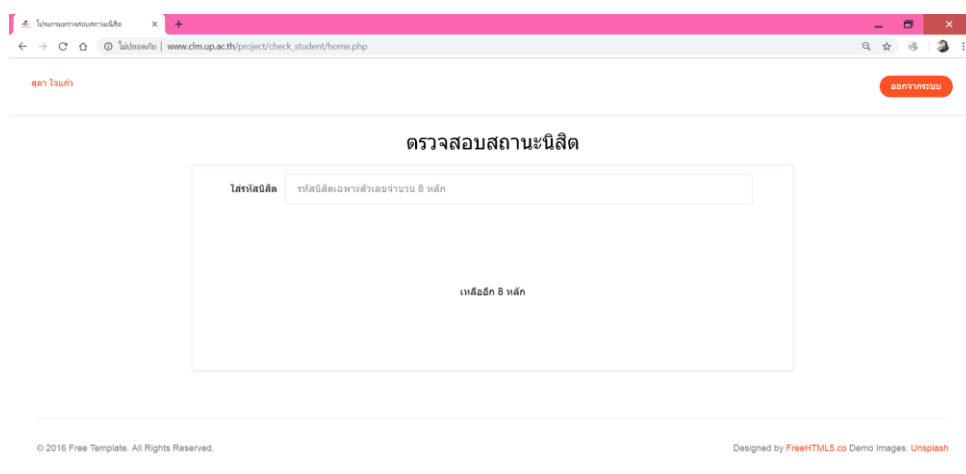 โปรแกรมตรวจสอบสถานะนิสิต
ไม่ปลอดภัย | www.clm.up.ac.th/project/check_student/home.php
สุดา ใจแก้ว
ออกจากระบบ
ตรวจสอบสถานะนิสิต
ใส่รหัสนิสิต
รหัสนิสิตเฉพาะตัวเลขจำนวน 8 หลัก
เหลืออีก 8 หลัก
© 2016 Free Template. All Rights Reserved.
Designed by FreeHTML5.co Demo Images: Unsplash